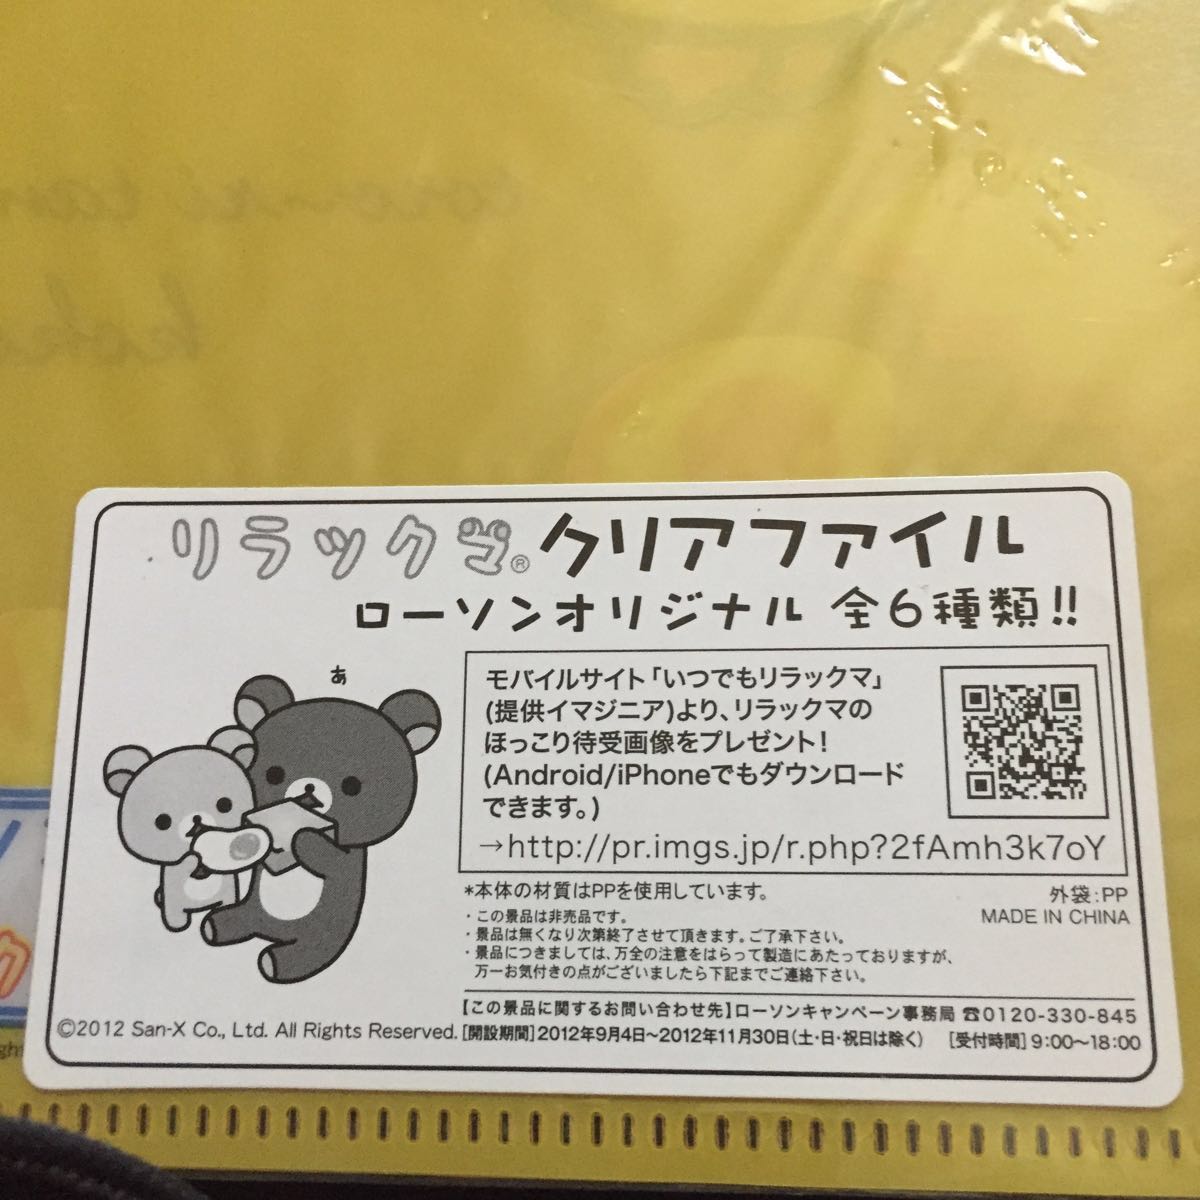 リラックマ® クリアファイル
ローソンオリジナル 全6種類!!
あ
モバイルサイト「いつでもリラックマ」
(提供イマジニア)より、リラックマの
ほっこり待受画像をプレゼント!
(Android/iPhoneでもダウンロード
できます。)
→http://pr.imgs.jp/r.php?2fAmh3k7oY
*本体の材質はPPを使用しています。
外袋:PP
MADE IN CHINA
・この景品は非売品です。
・景品は無くなり次第終了させて頂きます。ご了承下さい。
・景品につきましては、万全の注意をはらって製造にあたっておりますが、
万一お気付きの点がございましたら下記までご連絡下さい。
【この景品に関するお問い合わせ先】ローソンキャンペーン事務局 ☎0120-330-845
©2012 San-X Co., Ltd. All Rights Reserved. [開設期間]2012年9月4日~2012年11月30日(土・日・祝日は除く) [受付時間]9:00~18:00